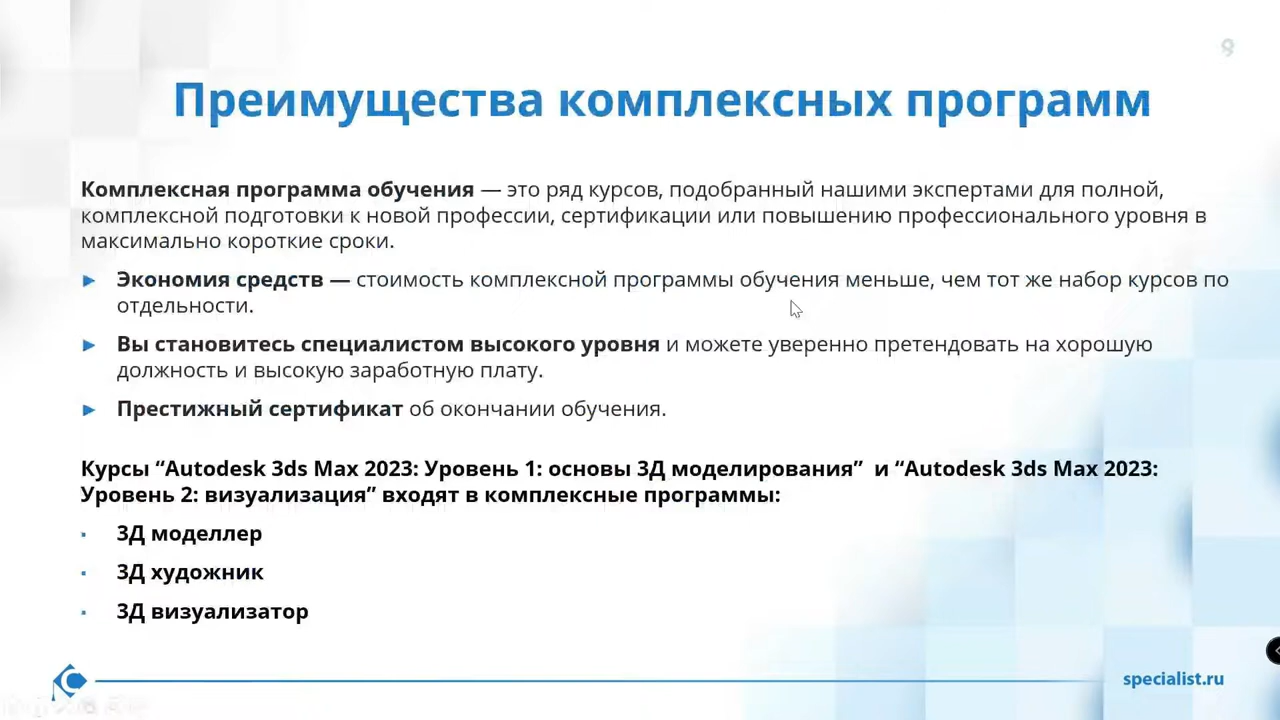 Преимущества комплексных программ
Комплексная программа обучения — это ряд курсов, подобранный нашими экспертами для полной,
комплексной подготовки к новой профессии, сертификации или повышению профессионального уровня в
максимально короткие сроки.
► Экономия средств — стоимость комплексной программы обучения меньше, чем тот же набор курсов по
отдельности.
► Вы становитесь специалистом высокого уровня и можете уверенно претендовать на хорошую
должность и высокую заработную плату.
► Престижный сертификат об окончании обучения.
Курсы “Autodesk 3ds Max 2023: Уровень 1: основы 3Д моделирования”  и “Autodesk 3ds Max 2023:
Уровень 2: визуализация” входят в комплексные программы:
▪ 3Д моделлер
▪ 3Д художник
▪ 3Д визуализатор
specialist.ru